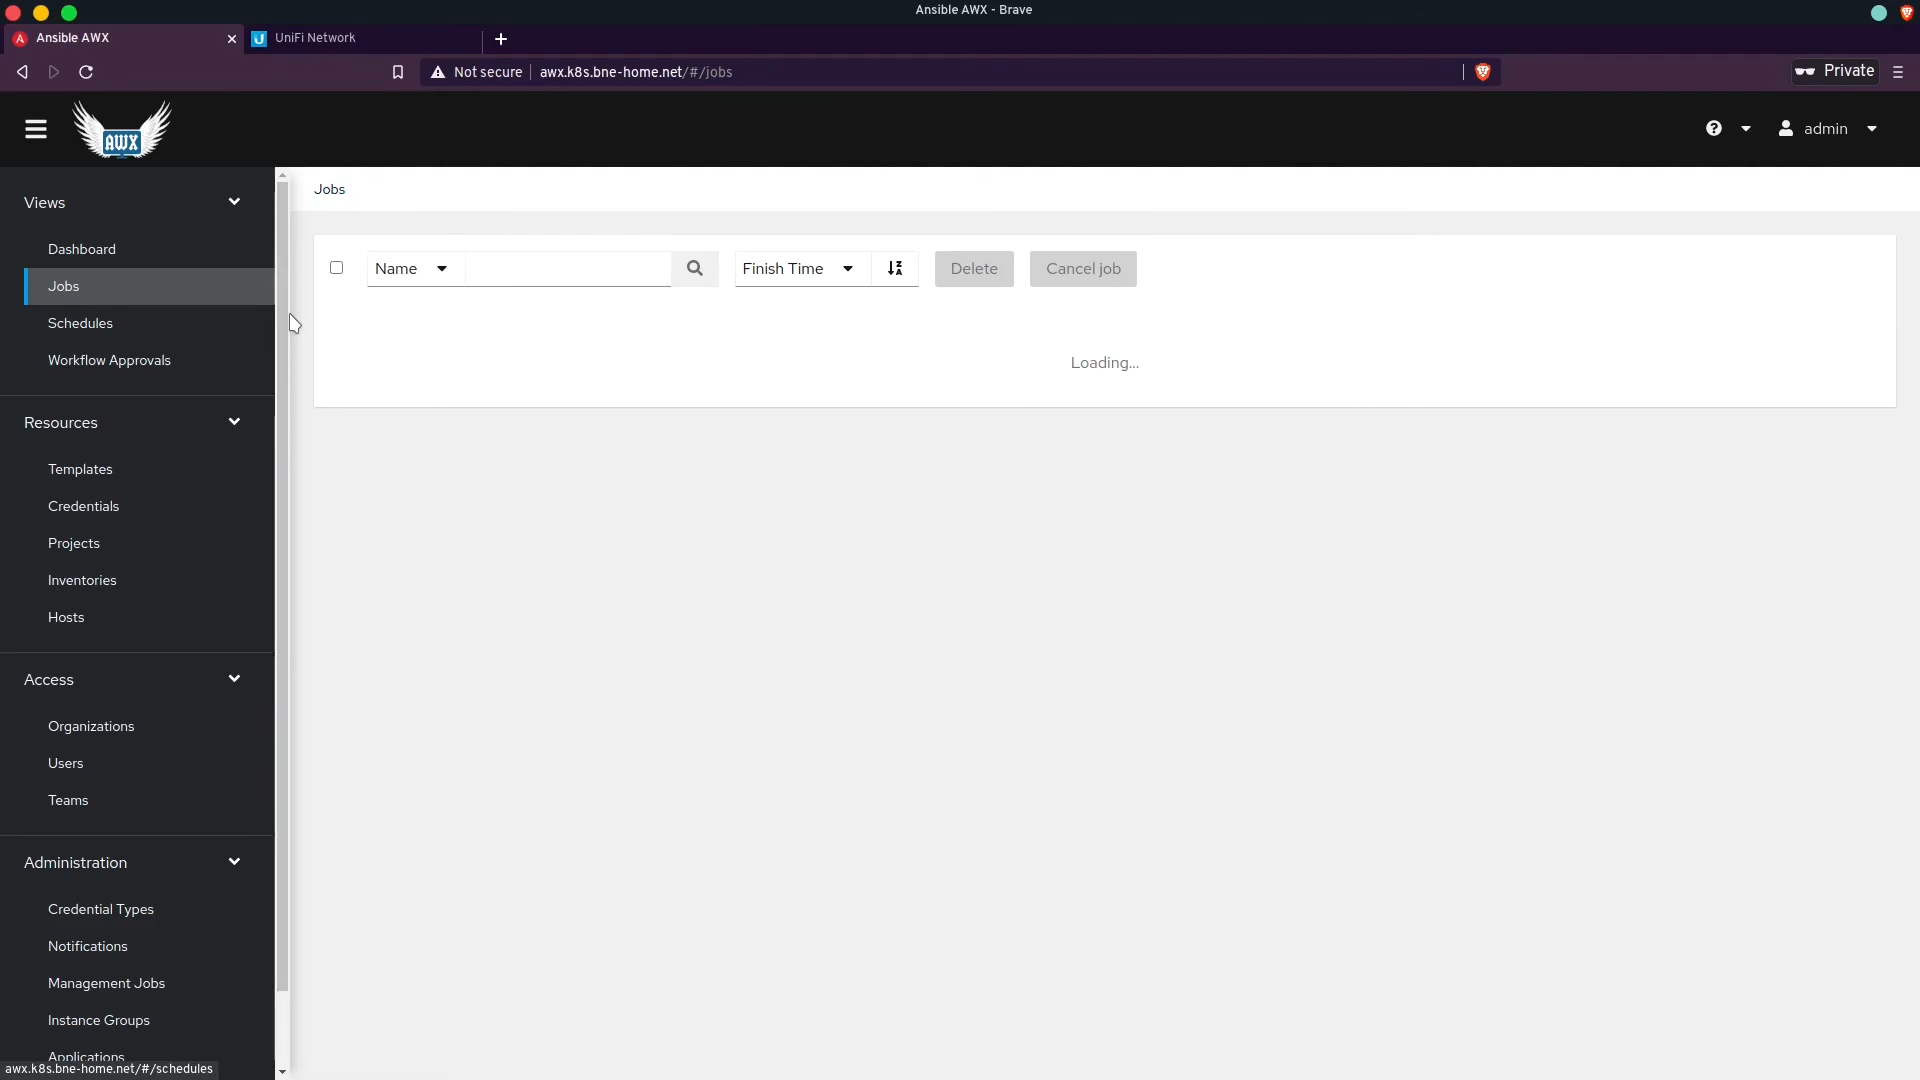 Ansible AWX - Brave
Ansible AWX
UniFi Network
Not secure
awx.k8s.bne-home.net/#/jobs
Private
AWX
admin
Views
Dashboard
Jobs
Schedules
Workflow Approvals
Resources
Templates
Credentials
Projects
Inventories
Hosts
Access
Organizations
Users
Teams
Administration
Credential Types
Notifications
Management Jobs
Instance Groups
Applications
awx.k8s.bne-home.net/#/schedules
Jobs
Name
Finish Time
Delete
Cancel job
Loading...